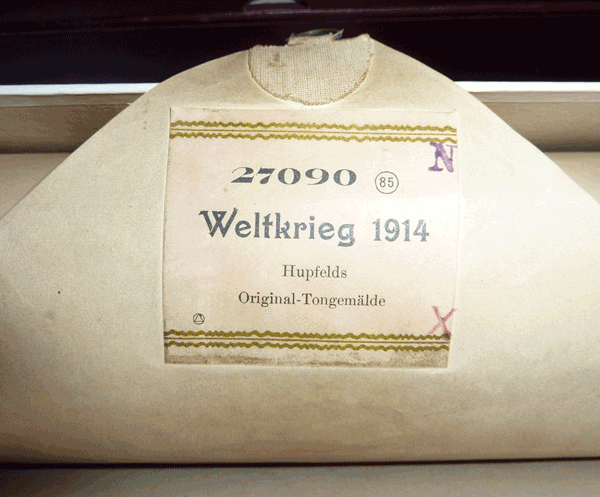 N
27090 85
Weltkrieg 1914
Hupfelds
Original-Tongemälde
X